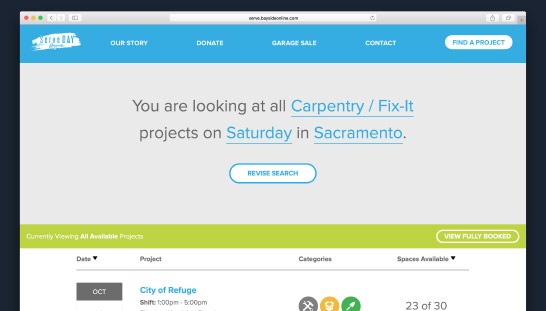 serve.baysideonline.com
Serve DAY
OUR STORY
DONATE
GARAGE SALE
CONTACT
FIND A PROJECT
You are looking at all Carpentry / Fix-It
projects on Saturday in Sacramento.
REVISE SEARCH
Currently Viewing All Available Projects
VIEW FULLY BOOKED
Date
Project
Categories
Spaces Available
OCT
City of Refuge
Shift: 1:00pm - 5:00pm
23 of 30